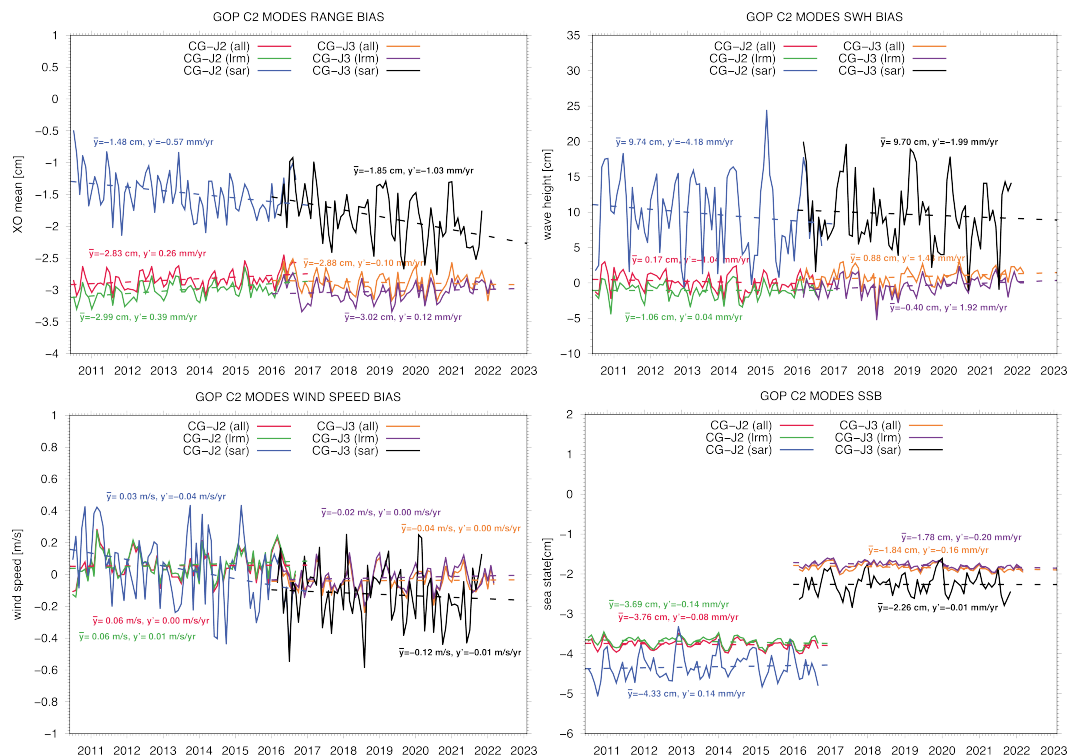 GOP C2 MODES RANGE BIAS
CG-J2 (all) CG-J3 (all)
CG-J2 (lrm) CG-J3 (lrm)
CG-J2 (sar) CG-J3 (sar)
1
0.5
0
−0.5
−1
−1.5
−2
−2.5
−3
−3.5
−4
XO mean [cm]
ȳ=−1.48 cm, y'=−0.57 mm/yr
ȳ=−1.85 cm, y'=−1.03 mm/yr
ȳ=−2.83 cm, y'= 0.26 mm/yr
ȳ=−2.88 cm, y'=−0.10 mm/yr
ȳ=−2.99 cm, y'= 0.39 mm/yr
ȳ=−3.02 cm, y'= 0.12 mm/yr
2011 2012 2013 2014 2015 2016 2017 2018 2019 2020 2021 2022 2023
GOP C2 MODES SWH BIAS
CG-J2 (all) CG-J3 (all)
CG-J2 (lrm) CG-J3 (lrm)
CG-J2 (sar) CG-J3 (sar)
35
30
25
20
15
10
5
0
−5
−10
wave height [cm]
ȳ= 9.74 cm, y'=−4.18 mm/yr
ȳ= 9.70 cm, y'=−1.99 mm/yr
ȳ= 0.17 cm, y'=−1.04 mm/yr
ȳ= 0.88 cm, y'= 1.43 mm/yr
ȳ=−1.06 cm, y'= 0.04 mm/yr
ȳ=−0.40 cm, y'= 1.92 mm/yr
2011 2012 2013 2014 2015 2016 2017 2018 2019 2020 2021 2022 2023
GOP C2 MODES WIND SPEED BIAS
CG-J2 (all) CG-J3 (all)
CG-J2 (lrm) CG-J3 (lrm)
CG-J2 (sar) CG-J3 (sar)
1
0.8
0.6
0.4
0.2
0
−0.2
−0.4
−0.6
−0.8
−1
wind speed [m/s]
ȳ= 0.03 m/s, y'=−0.04 m/s/yr
ȳ=−0.02 m/s, y'= 0.00 m/s/yr
ȳ=−0.04 m/s, y'= 0.00 m/s/yr
ȳ= 0.06 m/s, y'= 0.00 m/s/yr
ȳ= 0.06 m/s, y'= 0.01 m/s/yr
ȳ=−0.12 m/s, y'=−0.01 m/s/yr
2011 2012 2013 2014 2015 2016 2017 2018 2019 2020 2021 2022 2023
GOP C2 MODES SSB
CG-J2 (all) CG-J3 (all)
CG-J2 (lrm) CG-J3 (lrm)
CG-J2 (sar) CG-J3 (sar)
2
1
0
−1
−2
−3
−4
−5
−6
sea state[cm]
ȳ=−1.78 cm, y'=−0.20 mm/yr
ȳ=−1.84 cm, y'=−0.16 mm/yr
ȳ=−2.26 cm, y'=−0.01 mm/yr
ȳ=−3.69 cm, y'=−0.14 mm/yr
ȳ=−3.76 cm, y'=−0.08 mm/yr
ȳ=−4.33 cm, y'= 0.14 mm/yr
2011 2012 2013 2014 2015 2016 2017 2018 2019 2020 2021 2022 2023